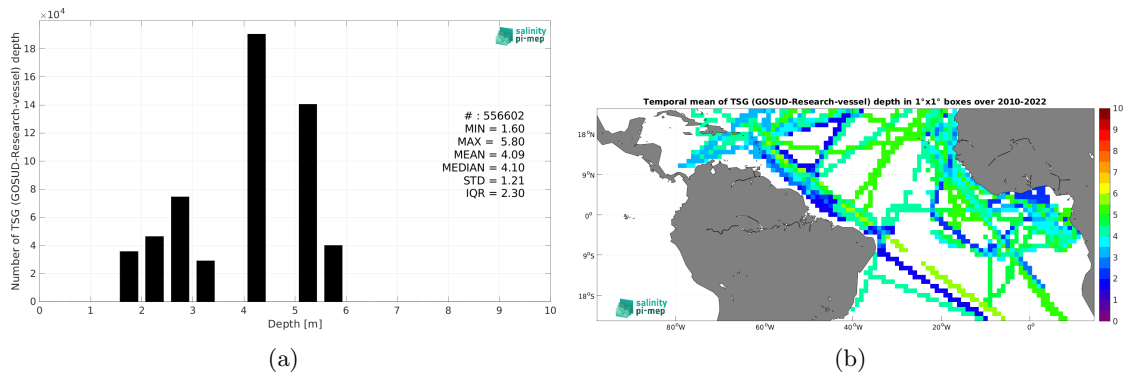 ×10⁴
18
16
14
12
10
8
6
4
2
0
Number of TSG (GOSUD-Research-vessel) depth
0 1 2 3 4 5 6 7 8 9 10
Depth [m]
salinity
pi-mep
# : 556602
MIN = 1.60
MAX = 5.80
MEAN = 4.09
MEDIAN = 4.10
STD = 1.21
IQR = 2.30
(a)
Temporal mean of TSG (GOSUD-Research-vessel) depth in 1°x1° boxes over 2010-2022
18°N
9°N
0°
9°S
18°S
80°W 60°W 40°W 20°W 0°
salinity
pi-mep
10
9
8
7
6
5
4
3
2
1
0
(b)